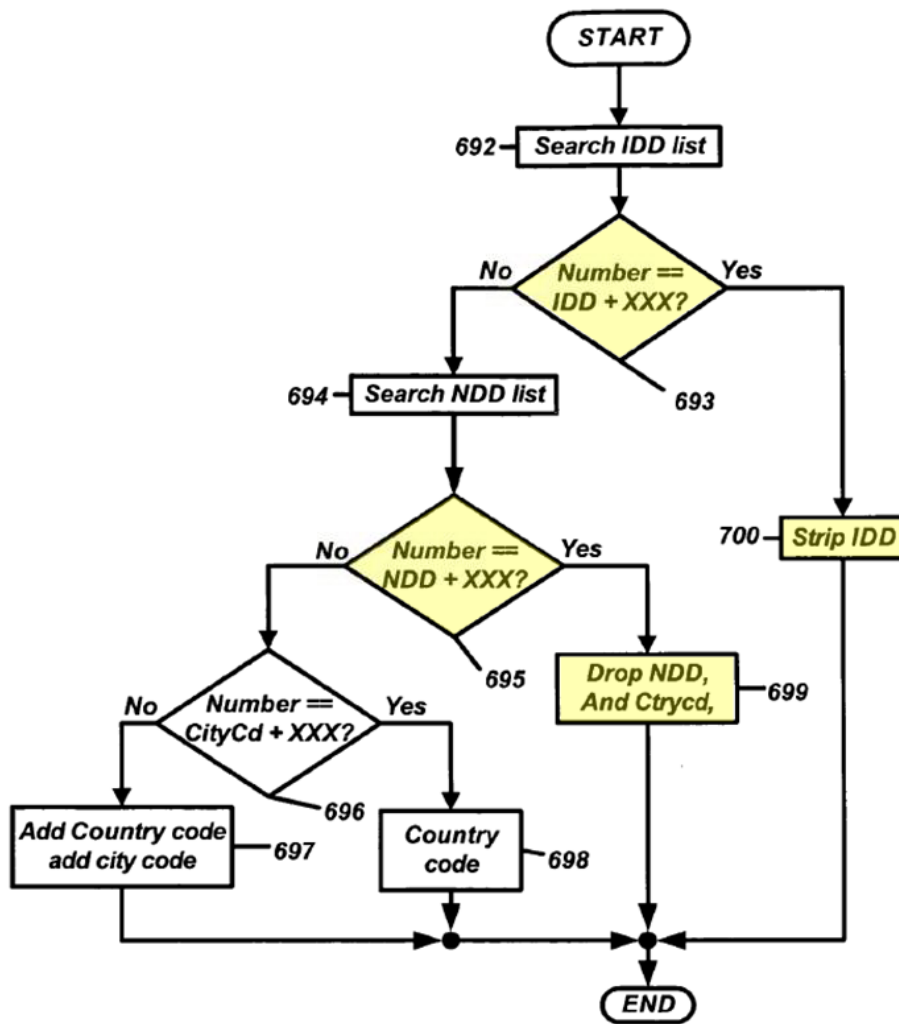 START
692
Search IDD list
No
Number ==
IDD + XXX?
Yes
693
694
Search NDD list
No
Number ==
NDD + XXX?
Yes
695
700
Strip IDD
Drop NDD,
And Ctrycd,
699
No
Number ==
CityCd + XXX?
Yes
696
Add Country code
add city code
697
Country
code
698
END